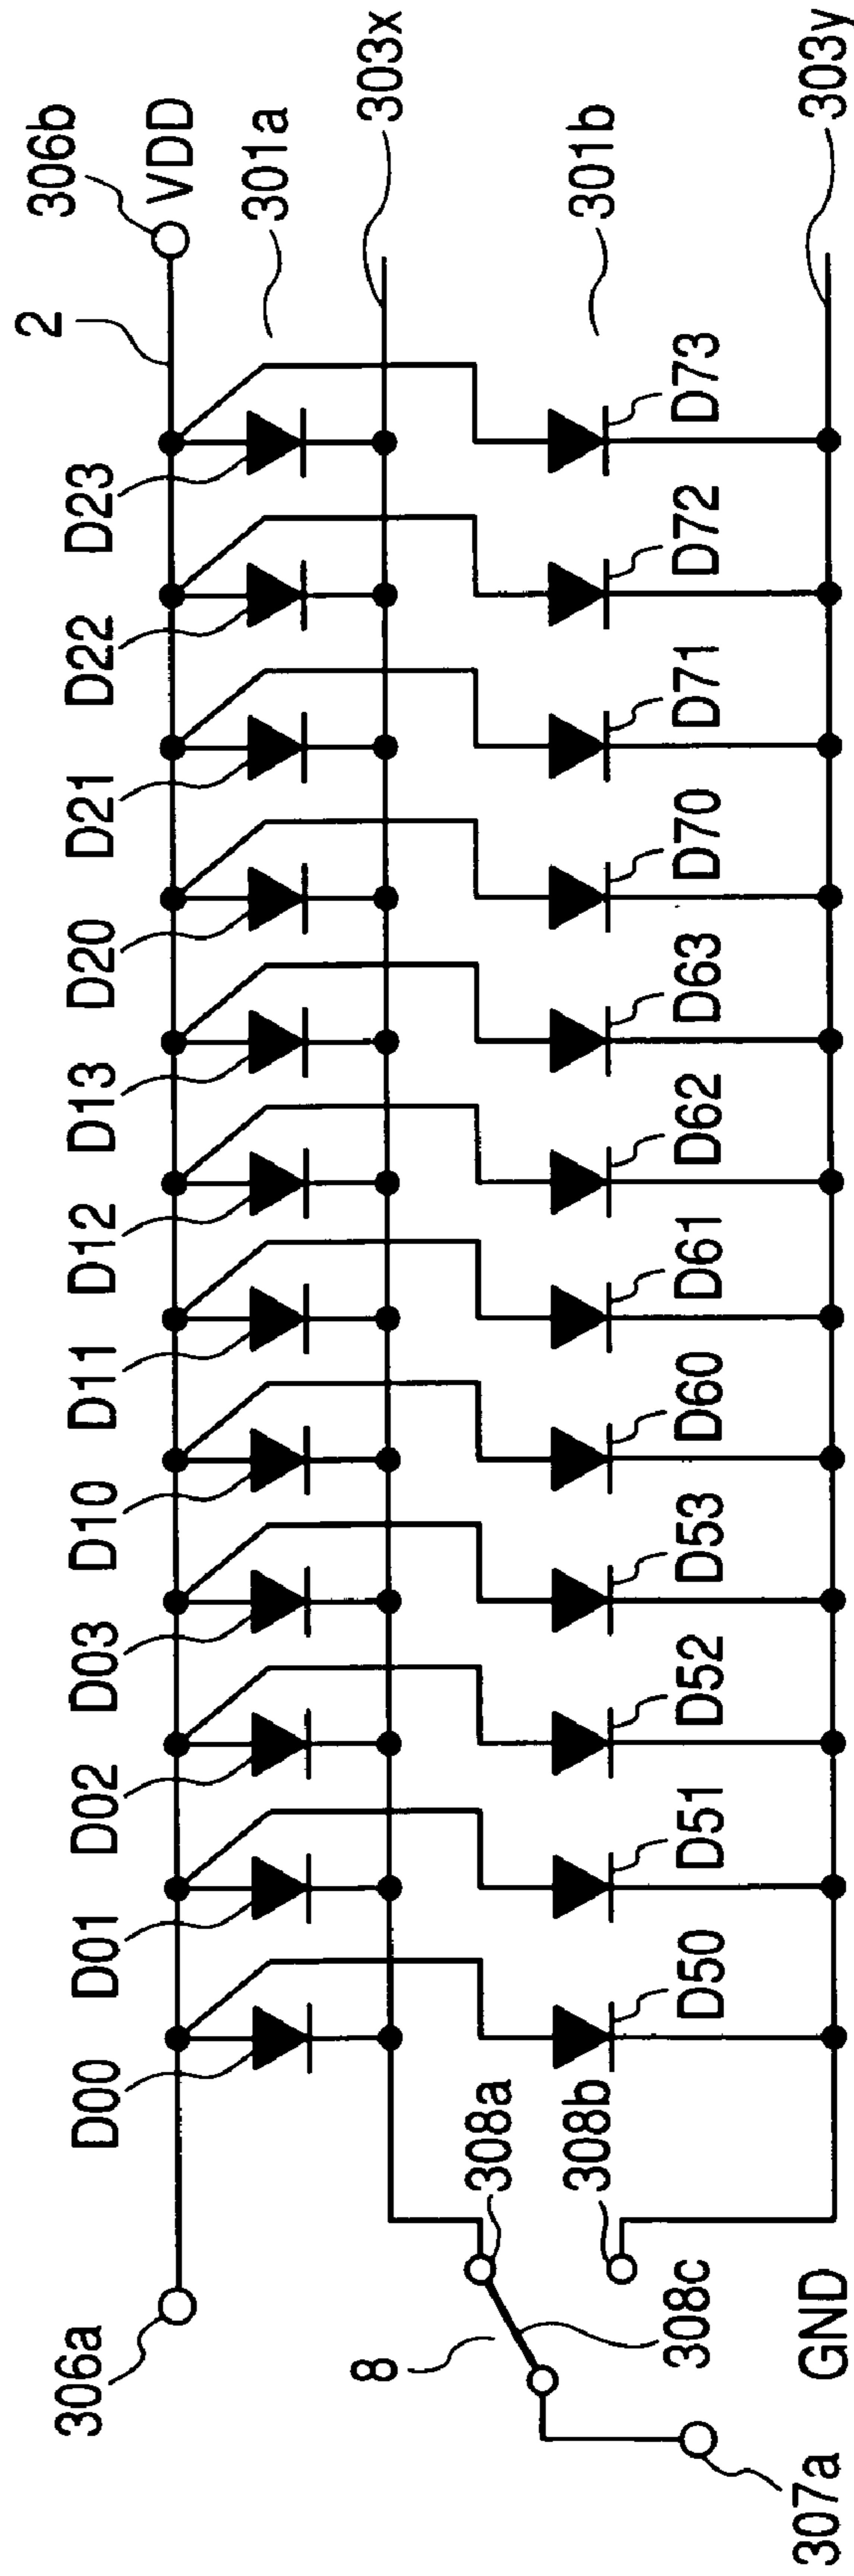 306a
306b
VDD
2
D00
D01
D02
D03
D10
D11
D12
D13
D20
D21
D22
D23
301a
303x
8
308a
308b
308c
301b
D50
D51
D52
D53
D60
D61
D62
D63
D70
D71
D72
D73
307a
GND
303y